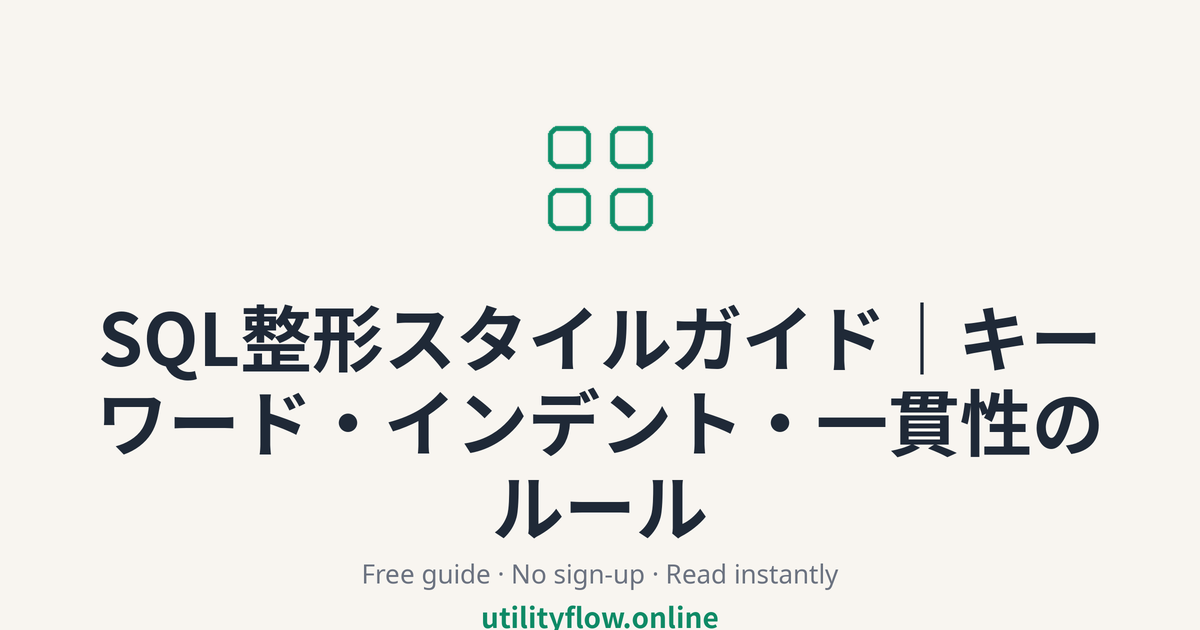 SQL整形スタイルガイド｜キー
ワード・インデント・一貫性の
ルール
Free guide · No sign-up · Read instantly
utilityflow.online